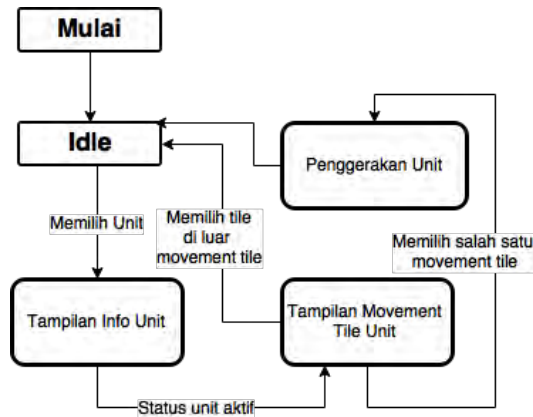 Mulai
Idle
Penggerakan Unit
Memilih Unit
Memilih tile
di luar
movement tile
Memilih salah satu
movement tile
Tampilan Info Unit
Tampilan Movement
Tile Unit
Status unit aktif